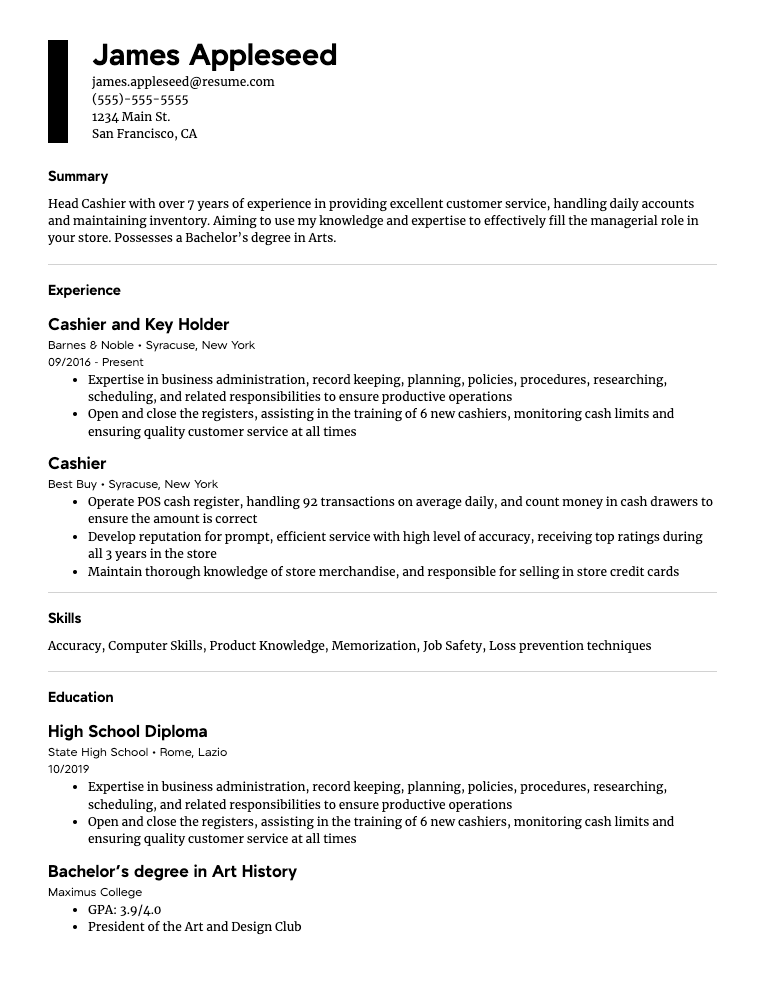 James Appleseed
james.appleseed@resume.com
(555)-555-5555
1234 Main St.
San Francisco, CA
Summary
Head Cashier with over 7 years of experience in providing excellent customer service, handling daily accounts
and maintaining inventory. Aiming to use my knowledge and expertise to effectively fill the managerial role in
your store. Possesses a Bachelor’s degree in Arts.
Experience
Cashier and Key Holder
Barnes & Noble • Syracuse, New York
09/2016 - Present
• Expertise in business administration, record keeping, planning, policies, procedures, researching,
scheduling, and related responsibilities to ensure productive operations
• Open and close the registers, assisting in the training of 6 new cashiers, monitoring cash limits and
ensuring quality customer service at all times
Cashier
Best Buy • Syracuse, New York
• Operate POS cash register, handling 92 transactions on average daily, and count money in cash drawers to
ensure the amount is correct
• Develop reputation for prompt, efficient service with high level of accuracy, receiving top ratings during
all 3 years in the store
• Maintain thorough knowledge of store merchandise, and responsible for selling in store credit cards
Skills
Accuracy, Computer Skills, Product Knowledge, Memorization, Job Safety, Loss prevention techniques
Education
High School Diploma
State High School • Rome, Lazio
10/2019
• Expertise in business administration, record keeping, planning, policies, procedures, researching,
scheduling, and related responsibilities to ensure productive operations
• Open and close the registers, assisting in the training of 6 new cashiers, monitoring cash limits and
ensuring quality customer service at all times
Bachelor’s degree in Art History
Maximus College
• GPA: 3.9/4.0
• President of the Art and Design Club